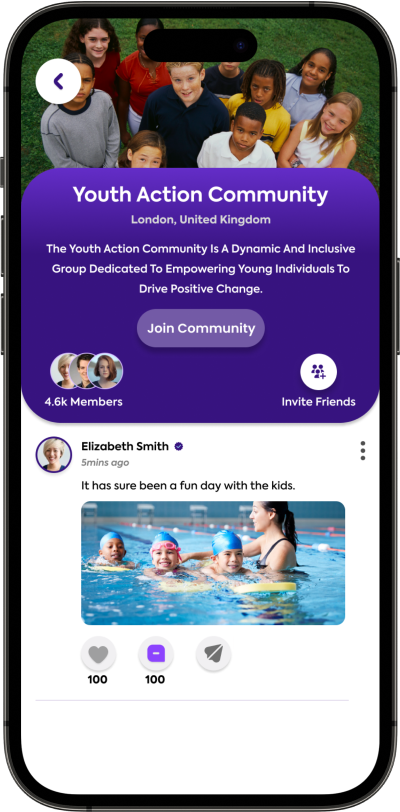 Youth Action Community
London, United Kingdom
The Youth Action Community Is A Dynamic And Inclusive
Group Dedicated To Empowering Young Individuals To
Drive Positive Change.
Join Community
4.6k Members
Invite Friends
Elizabeth Smith
5mins ago
It has sure been a fun day with the kids.
100
100